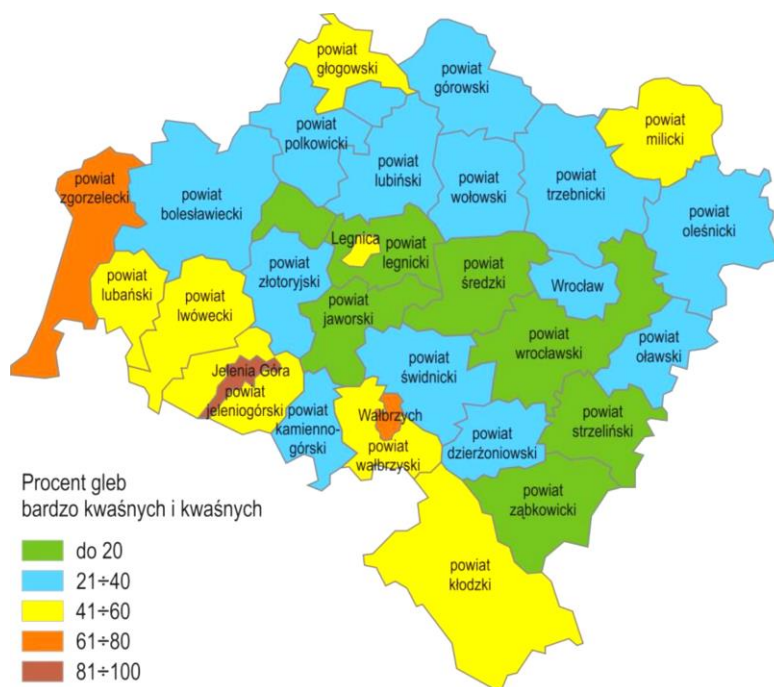 powiat
głogowski
powiat
górowski
powiat
milicki
powiat
polkowicki
powiat
lubiński
powiat
wołowski
powiat
trzebnicki
powiat
zgorzelecki
powiat
bolesławiecki
powiat
oleśnicki
Legnica
powiat
legnicki
powiat
lubański
powiat
lwówecki
powiat
złotoryjski
powiat
średzki
Wrocław
powiat
jaworski
powiat
wrocławski
powiat
oławski
Jelenia Góra
powiat
jeleniogórski
powiat
świdnicki
powiat
kamienno-
górski
Wałbrzych
powiat
wałbrzyski
powiat
dzierżoniowski
powiat
strzeliński
powiat
ząbkowicki
powiat
kłodzki
Procent gleb
bardzo kwaśnych i kwaśnych
do 20
21÷40
41÷60
61÷80
81÷100